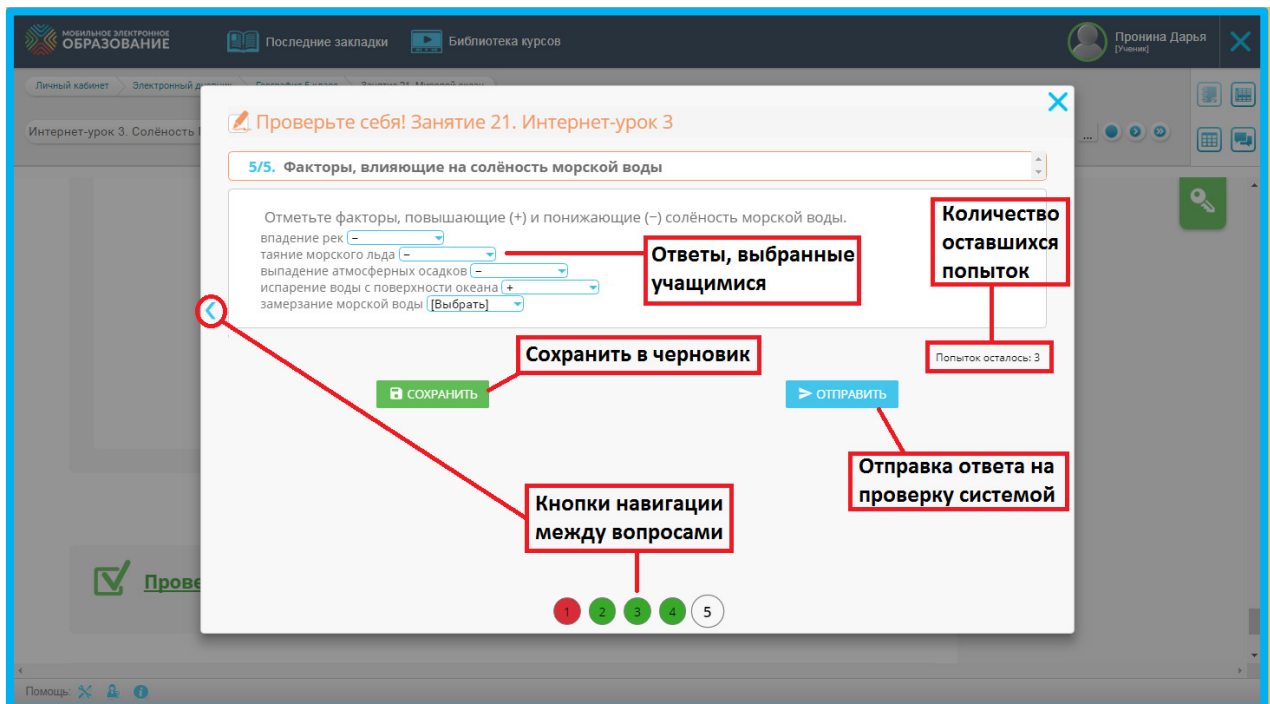 МОБИЛЬНОЕ ЭЛЕКТРОННОЕ
ОБРАЗОВАНИЕ
Последние закладки
Библиотека курсов
Пронина Дарья
[Ученик]
Личный кабинет
Электронный
Интернет-урок 3. Солёность
...
Проверьте себя! Занятие 21. Интернет-урок 3
5/5. Факторы, влияющие на солёность морской воды
Отметьте факторы, повышающие (+) и понижающие (−) солёность морской воды.
впадение рек −
таяние морского льда −
выпадение атмосферных осадков −
испарение воды с поверхности океана +
замерзание морской воды [Выбрать]
Ответы, выбранные
учащимися
Количество
оставшихся
попыток
Попыток осталось: 3
Сохранить в черновик
СОХРАНИТЬ
ОТПРАВИТЬ
Отправка ответа на
проверку системой
Кнопки навигации
между вопросами
Прове
1 2 3 4 5
Помощь: